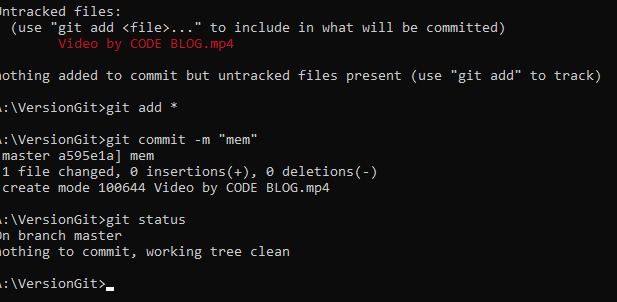 Untracked files:
(use "git add <file>..." to include in what will be committed)
Video by CODE BLOG.mp4
nothing added to commit but untracked files present (use "git add" to track)
A:\VersionGit>git add *
A:\VersionGit>git commit -m "mem"
[master a595e1a] mem
1 file changed, 0 insertions(+), 0 deletions(-)
create mode 100644 Video by CODE BLOG.mp4
A:\VersionGit>git status
On branch master
nothing to commit, working tree clean
A:\VersionGit>